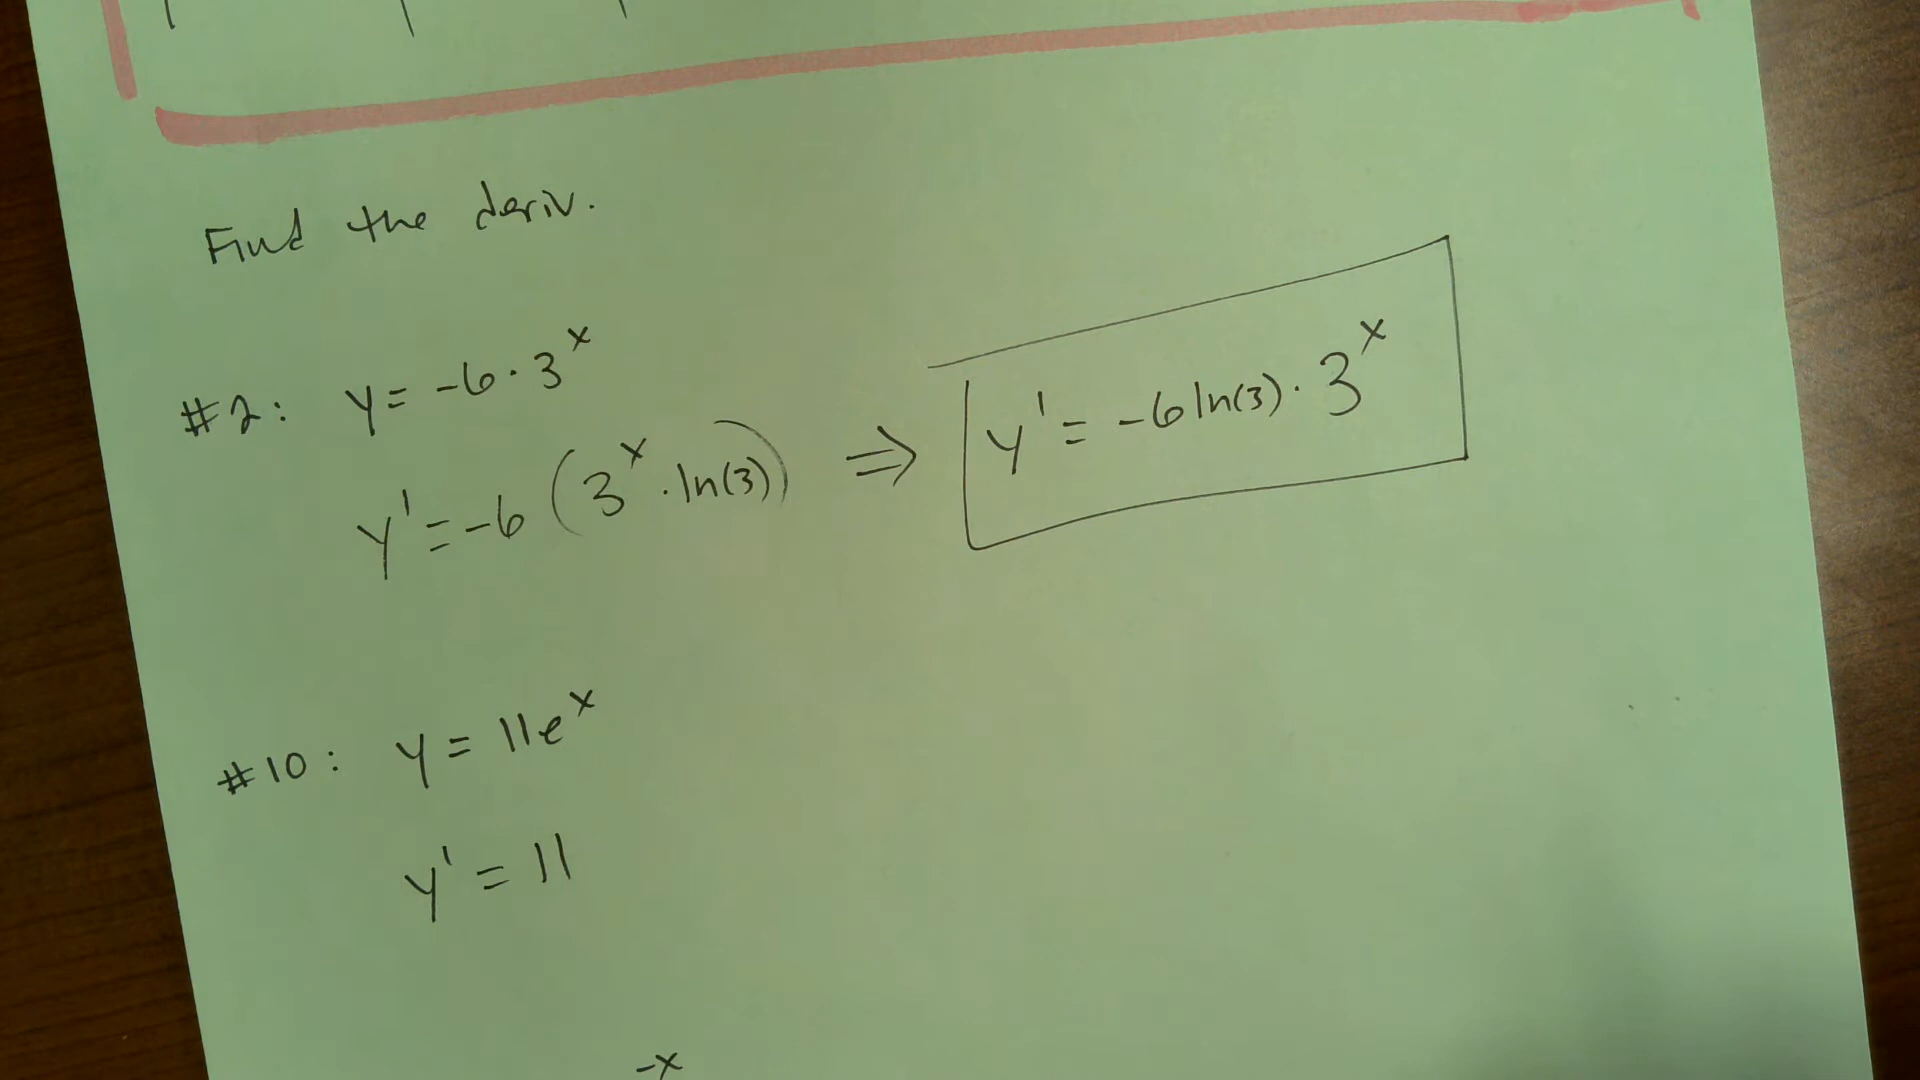 Find the deriv.
#2: y = -6 · 3^x
y' = -6 (3^x · ln(3)) ⇒ y' = -6 ln(3) · 3^x
#10: y = 11e^x
y' = 11
-x